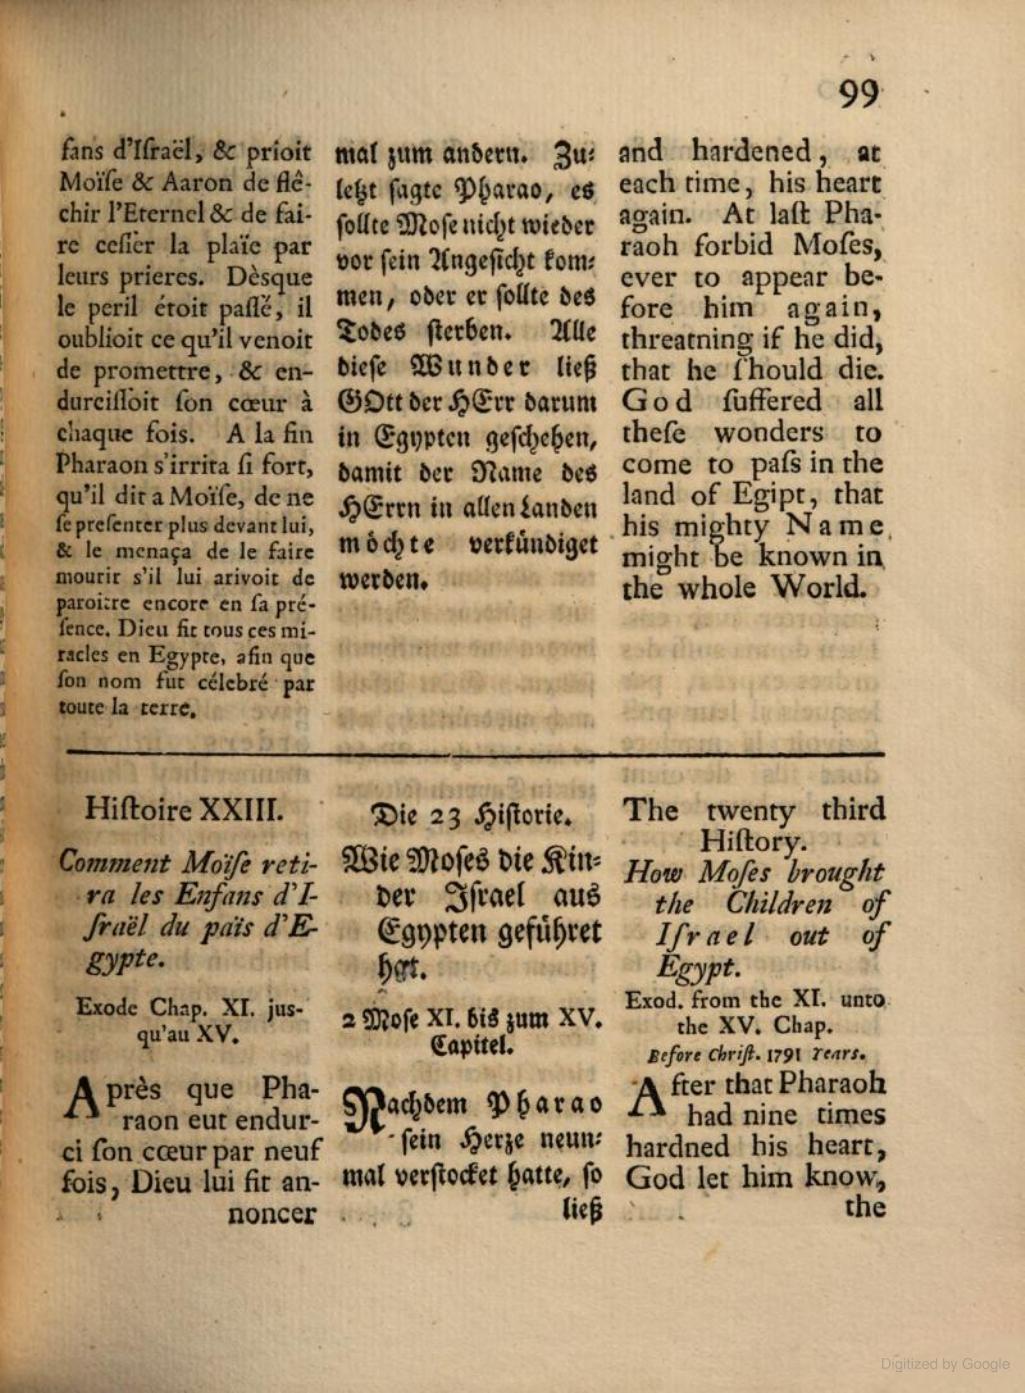 99
fans d'Iſraël, & prioit
Moïſe & Aaron de flê-
chir l'Eternel & de fai-
re ceſſer la plaïe par
leurs prieres. Dèsque
le peril étoit paſſé, il
oublioit ce qu'il venoit
de promettre, & en-
durciſſoit ſon cœur à
chaque fois. A la fin
Pharaon s'irrita ſi fort,
qu'il dit a Moïſe, de ne
ſe preſenter plus devant lui,
& le menaça de le faire
mourir s'il lui arivoit de
paroitre encore en ſa pré-
ſence. Dieu fit tous ces mi-
racles en Egypte, afin que
ſon nom fut célebré par
toute la terre.
mal zum andern. Zu⸗
letzt ſagte Pharao, es
ſollte Moſe nicht wieder
vor ſein Angeſicht kom⸗
men, oder er ſollte des
Todes ſterben. Alle
dieſe Wunder ließ
GOtt der HErr darum
in Egypten geſchehen,
damit der Name des
HErrn in allen Landen
möchte verkündiget
werden.
and hardened, at
each time, his heart
again. At laſt Pha-
raoh forbid Moſes,
ever to appear be-
fore him again,
threatning if he did,
that he ſhould die.
God ſuffered all
theſe wonders to
come to paſs in the
land of Egipt, that
his mighty Name
might be known in
the whole World.
Hiſtoire XXIII.
Comment Moïſe reti-
ra les Enfans d'I-
ſraël du païs d'E-
gypte.
Exode Chap. XI. jus-
qu'au XV.
Après que Pha-
raon eut endur-
ci ſon cœur par neuf
fois, Dieu lui fit an-
noncer
Die 23 Hiſtorie.
Wie Moſes die Kin⸗
der Iſrael aus
Egypten geführet
hat.
2 Moſe XI. bis zum XV.
Capitel.
Nachdem Pharao
ſein Herze neun⸗
mal verſtocket hatte, ſo
ließ
The twenty third
Hiſtory.
How Moſes brought
the Children of
Iſrael out of
Egypt.
Exod. from the XI. unto
the XV. Chap.
Before Chriſt. 1791 Years.
After that Pharaoh
had nine times
hardned his heart,
God let him know,
the
Digitized by Google